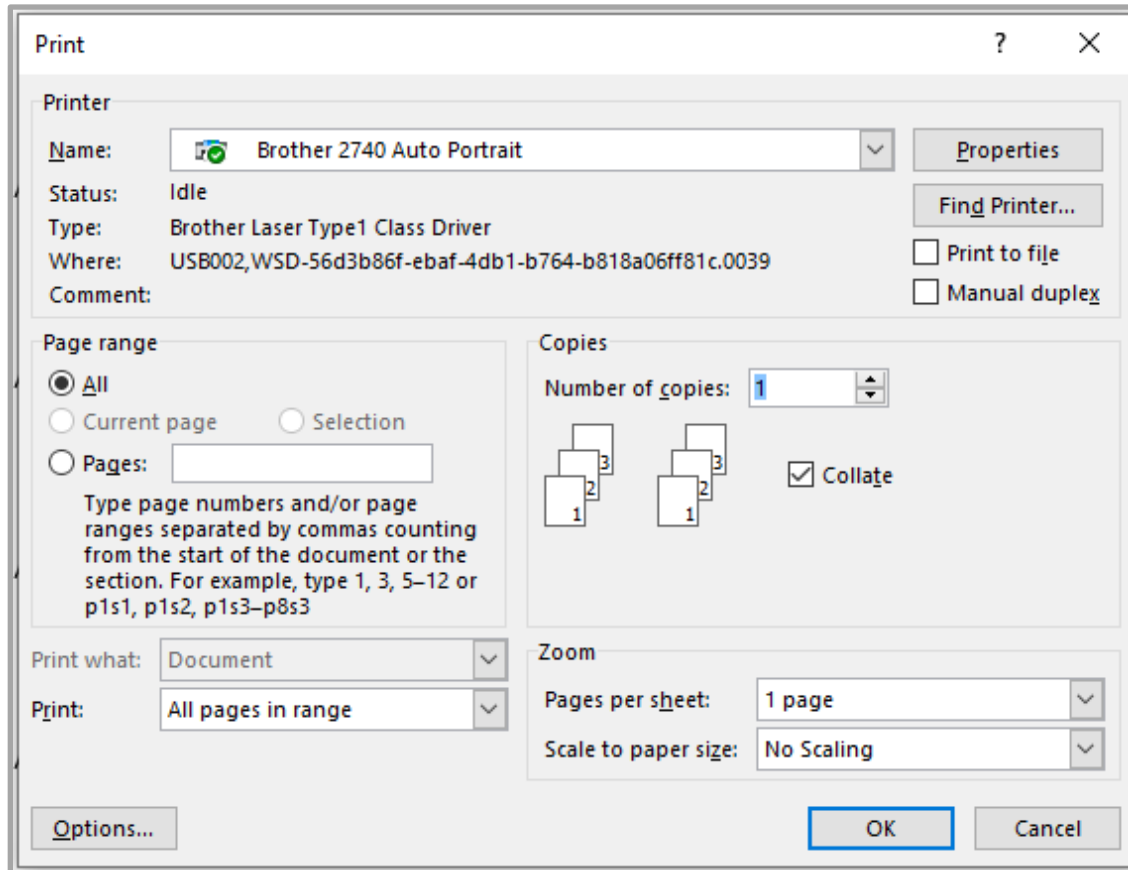 Print
?
Printer
Name: Brother 2740 Auto Portrait Properties
Status: Idle Find Printer...
Type: Brother Laser Type1 Class Driver
Where: USB002,WSD-56d3b86f-ebaf-4db1-b764-b818a06ff81c.0039
Print to file
Comment: Manual duplex
Page range
All
Current page Selection
Pages:
Type page numbers and/or page
ranges separated by commas counting
from the start of the document or the
section. For example, type 1, 3, 5–12 or
p1s1, p1s2, p1s3–p8s3
Copies
Number of copies: 1
3 3
2 2
1 1
Collate
Print what: Document
Print: All pages in range
Zoom
Pages per sheet: 1 page
Scale to paper size: No Scaling
Options... OK Cancel